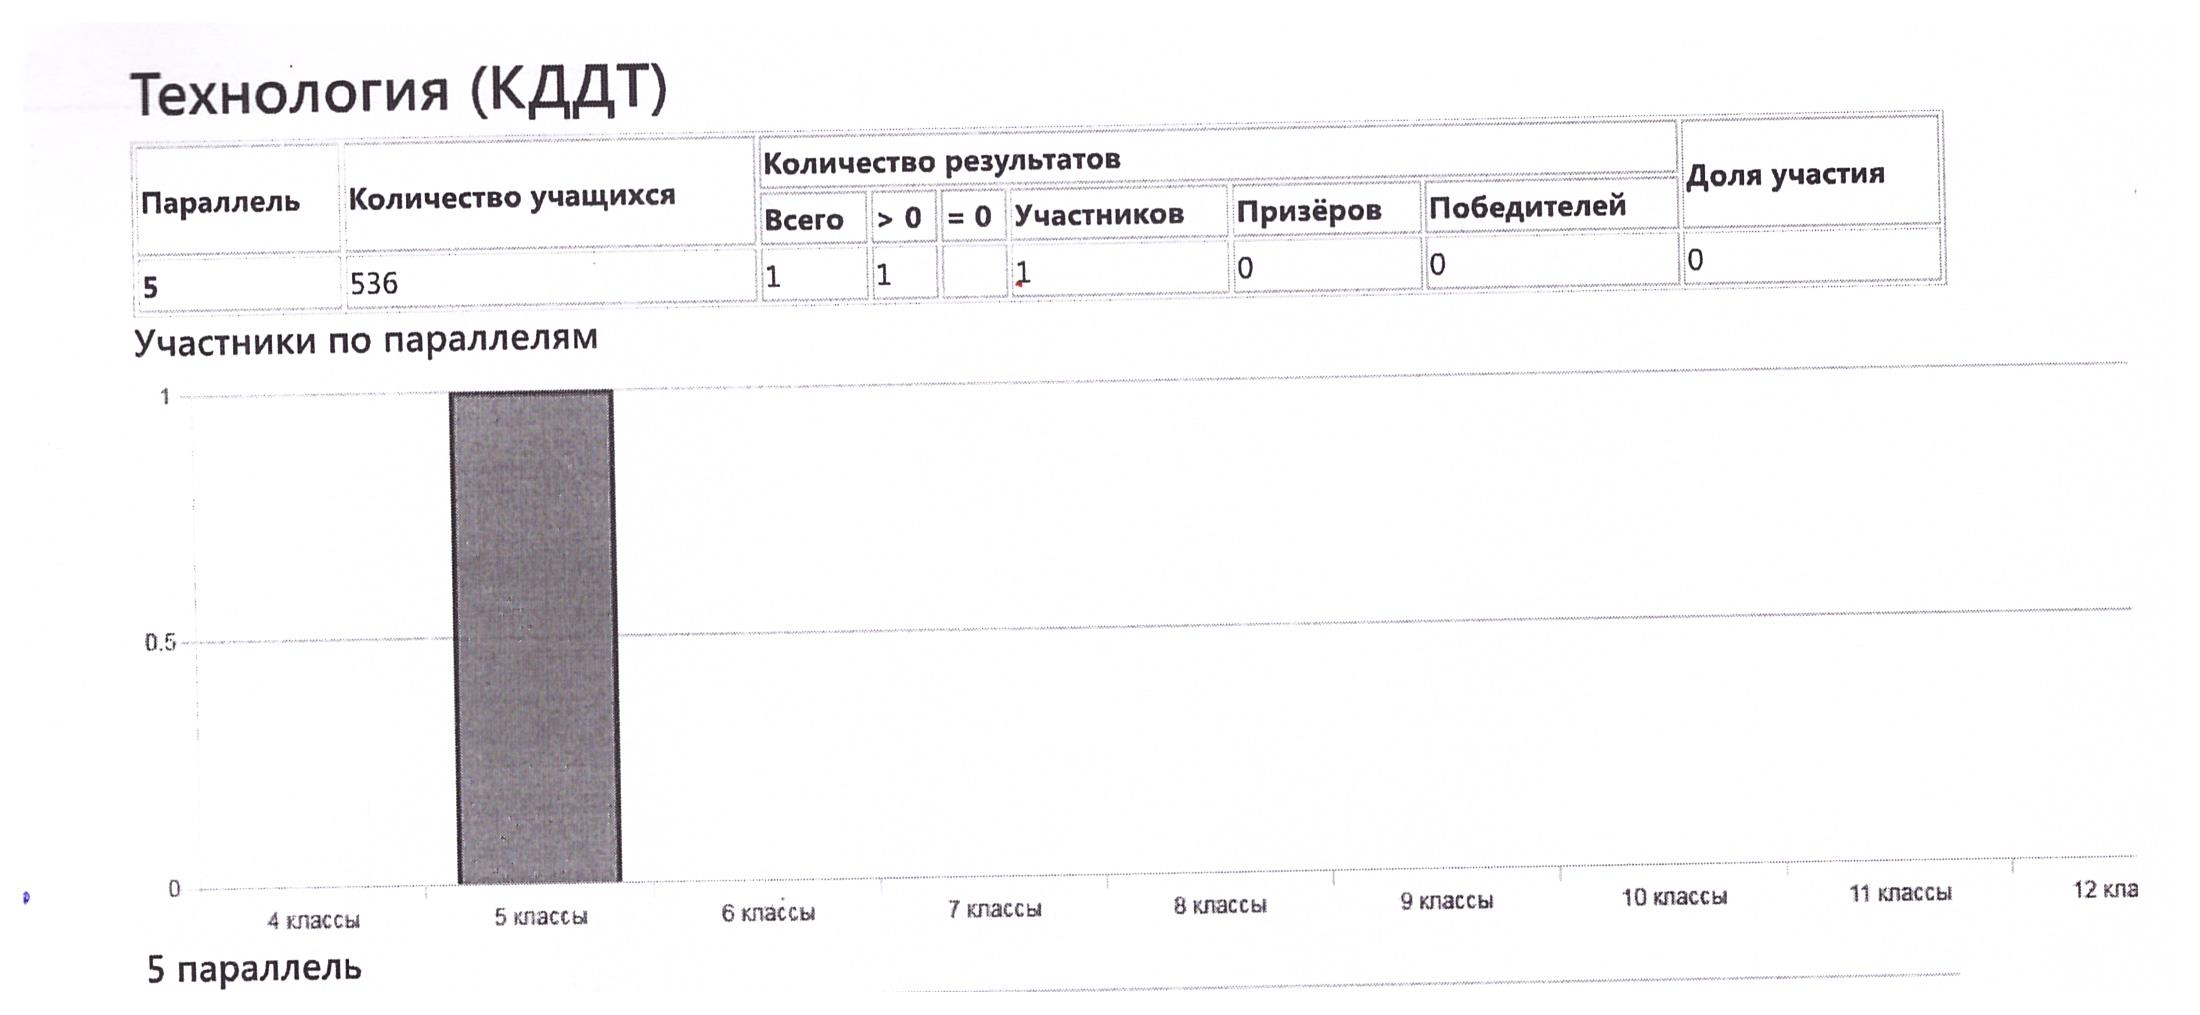 Технология (КДДТ)
Параллель Количество учащихся Количество результатов Доля участия
Всего > 0 = 0 Участников Призёров Победителей
5 536 1 1 1 0 0 0
Участники по параллелям
1
0.5
0
4 классы 5 классы 6 классы 7 классы 8 классы 9 классы 10 классы 11 классы 12 кла
5 параллель